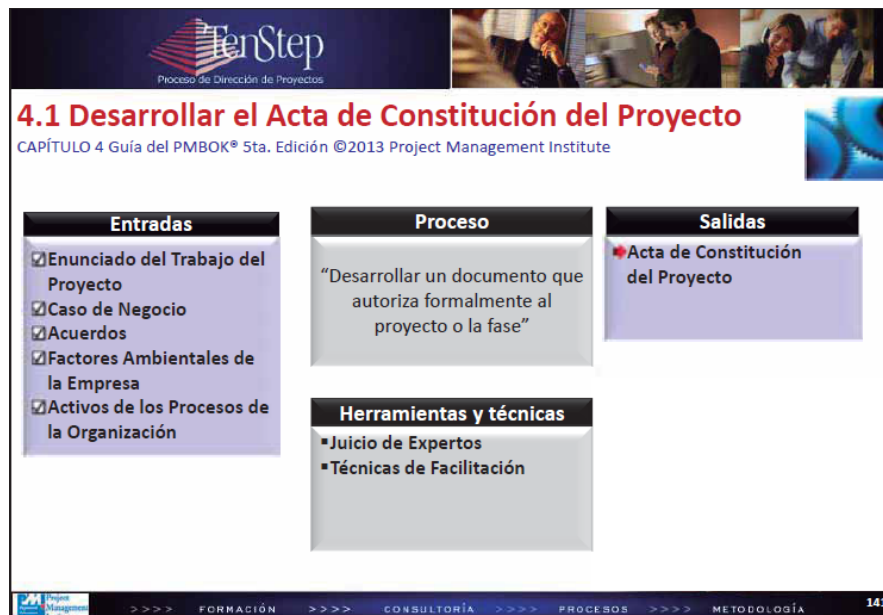 TenStep
Proceso de Dirección de Proyectos
4.1 Desarrollar el Acta de Constitución del Proyecto
CAPÍTULO 4 Guía del PMBOK® 5ta. Edición ©2013 Project Management Institute
Entradas
Enunciado del Trabajo del
Proyecto
Caso de Negocio
Acuerdos
Factores Ambientales de
la Empresa
Activos de los Procesos de
la Organización
Proceso
“Desarrollar un documento que
autoriza formalmente al
proyecto o la fase”
Herramientas y técnicas
Juicio de Expertos
Técnicas de Facilitación
Salidas
Acta de Constitución
del Proyecto
Project
Management
>>>> FORMACIÓN >>>> CONSULTORÍA >>>> PROCESOS >>>> METODOLOGÍA